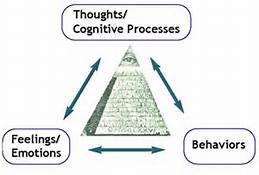 Thoughts/
Cognitive Processes
Feelings/
Emotions
Behaviors